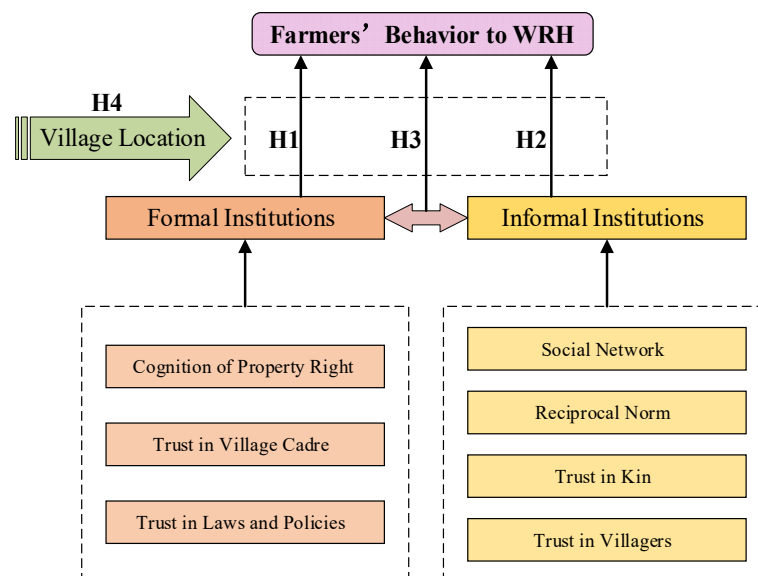 Farmers’ Behavior to WRH
H4
Village Location
H1
H3
H2
Formal Institutions
Informal Institutions
Cognition of Property Right
Trust in Village Cadre
Trust in Laws and Policies
Social Network
Reciprocal Norm
Trust in Kin
Trust in Villagers